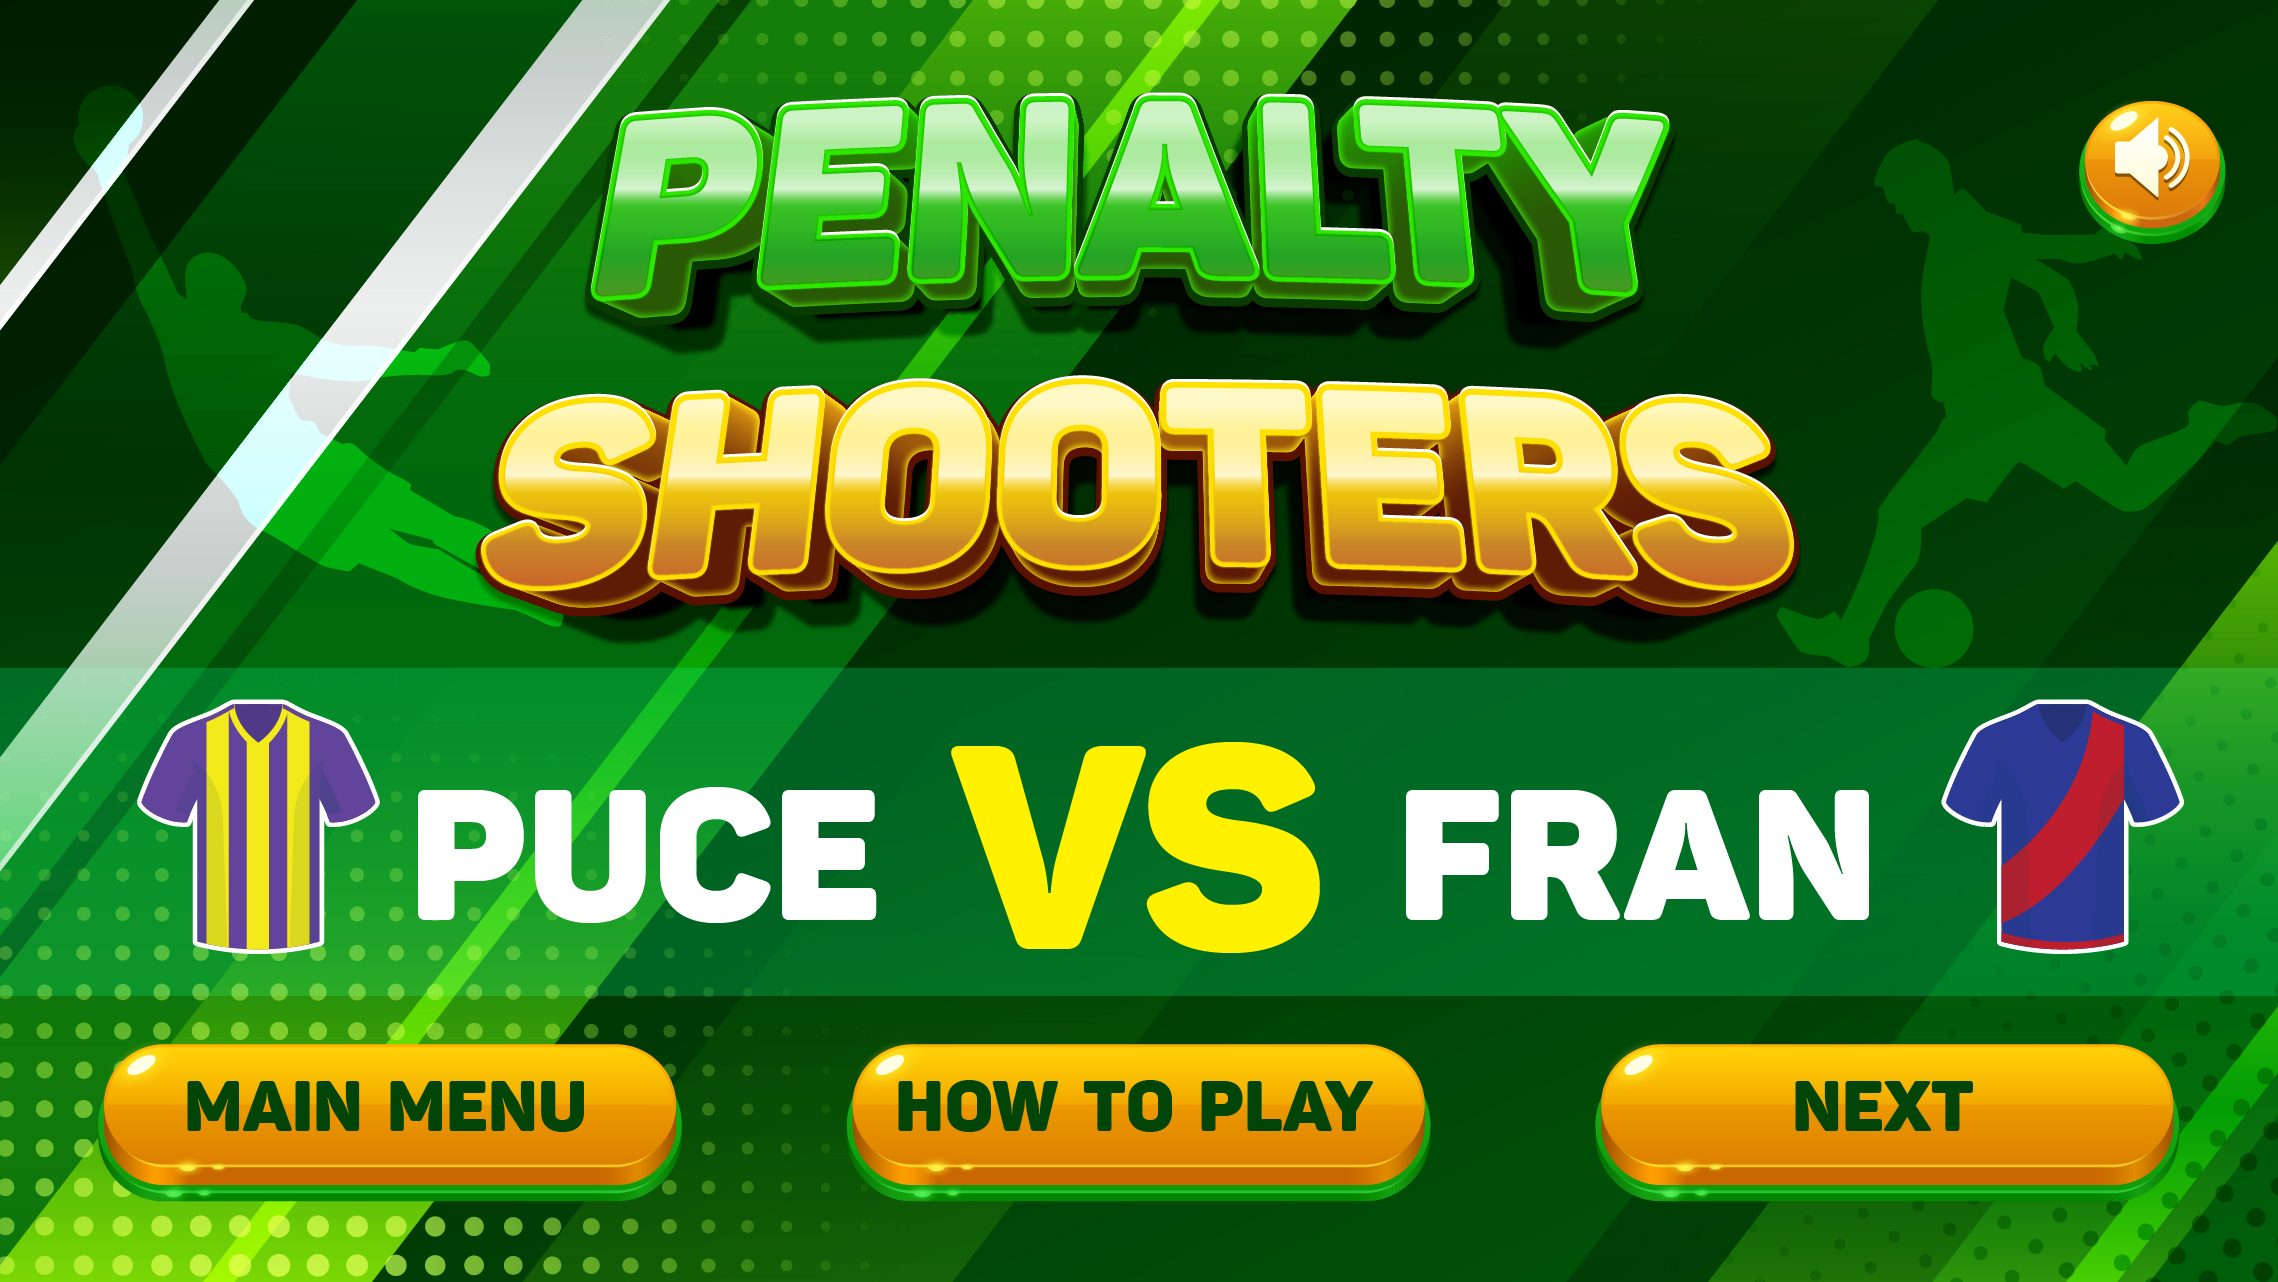 PENALTY
SHOOTERS
PUCE VS FRAN
MAIN MENU
HOW TO PLAY
NEXT